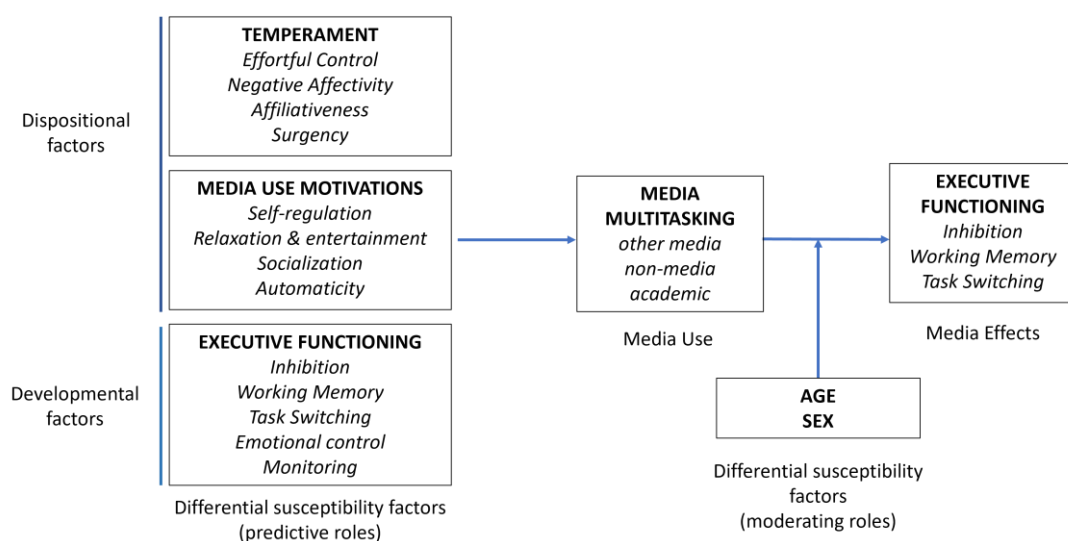 Dispositional
factors
TEMPERAMENT
Effortful Control
Negative Affectivity
Affiliativeness
Surgency
MEDIA USE MOTIVATIONS
Self-regulation
Relaxation & entertainment
Socialization
Automaticity
Developmental
factors
EXECUTIVE FUNCTIONING
Inhibition
Working Memory
Task Switching
Emotional control
Monitoring
Differential susceptibility factors
(predictive roles)
MEDIA
MULTITASKING
other media
non-media
academic
Media Use
EXECUTIVE
FUNCTIONING
Inhibition
Working Memory
Task Switching
Media Effects
AGE
SEX
Differential susceptibility
factors
(moderating roles)